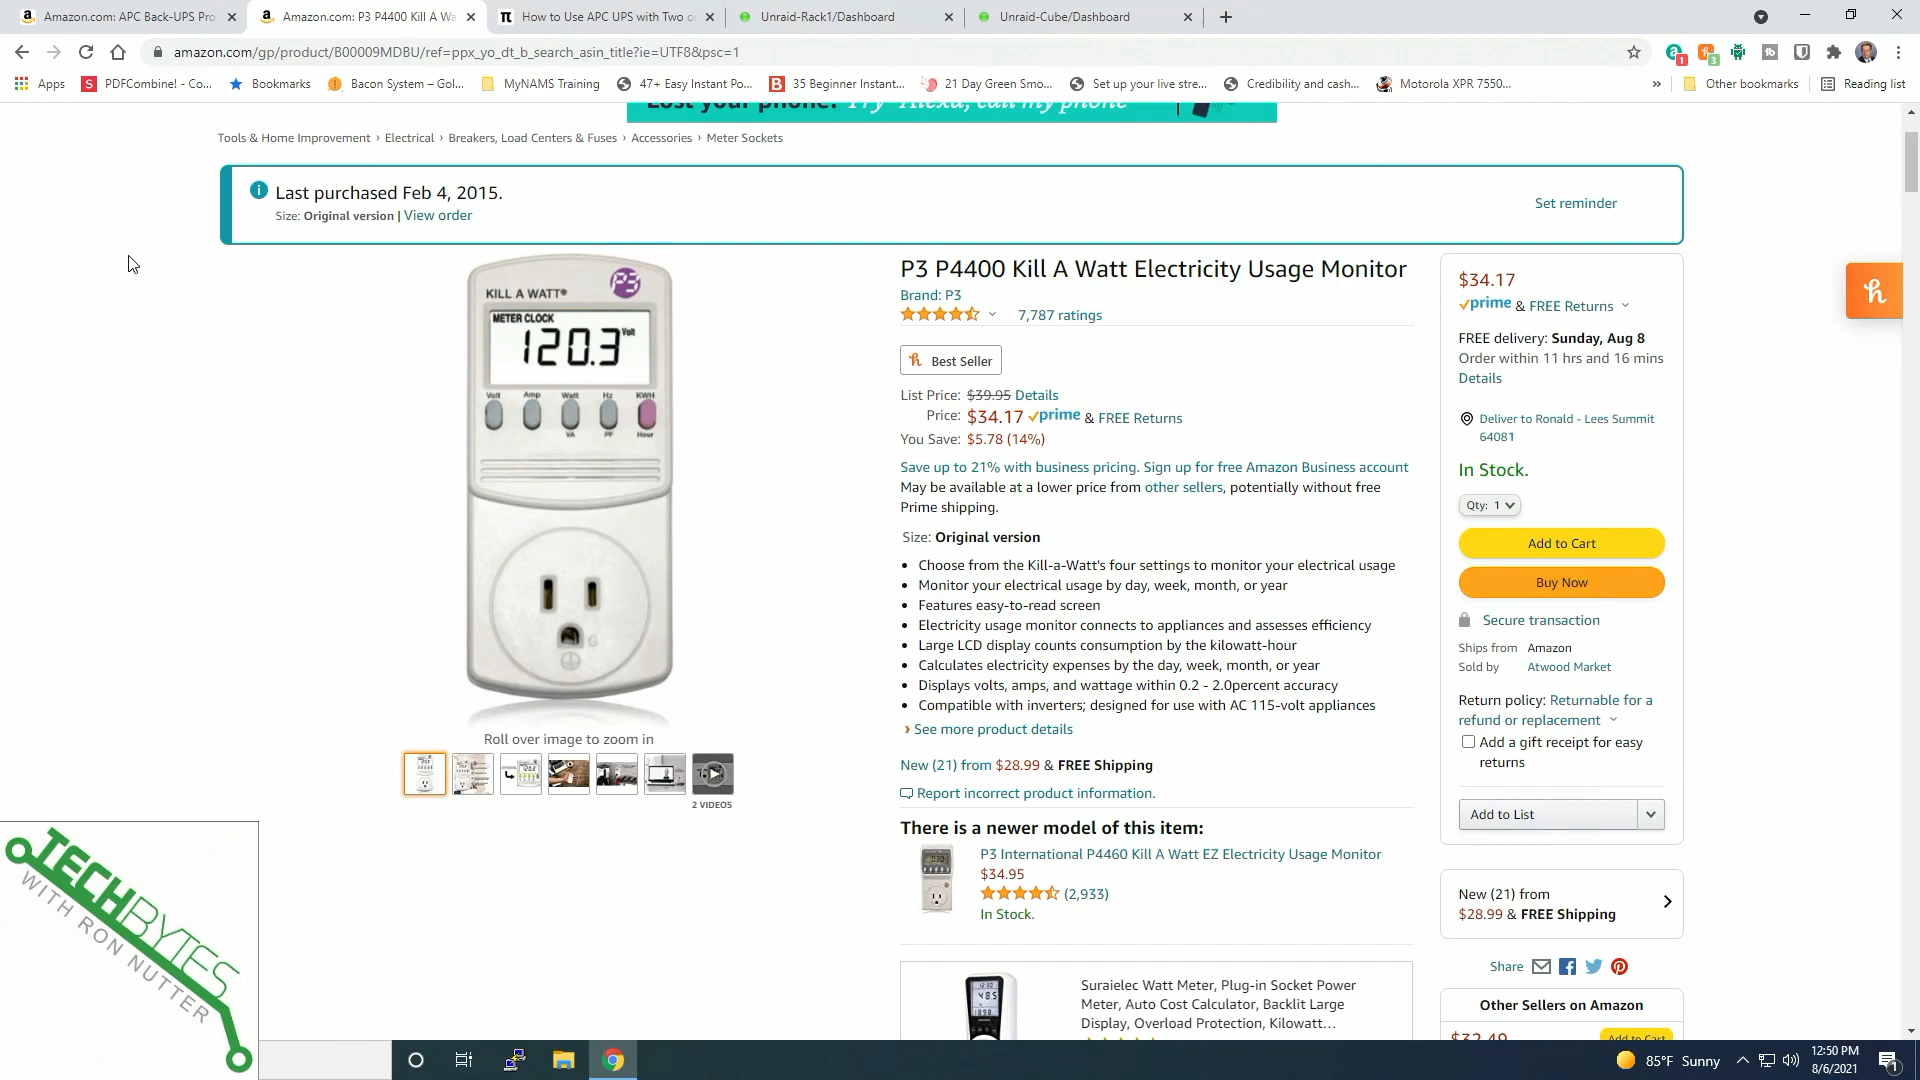 Amazon.com: APC Back-UPS Pro
Amazon.com: P3 P4400 Kill A Wa
How to Use APC UPS with Two o
Unraid-Rack1/Dashboard
Unraid-Cube/Dashboard
amazon.com/gp/product/B00009MDBU/ref=ppx_yo_dt_b_search_asin_title?ie=UTF8&psc=1
Apps
PDFCombine! - Co...
Bookmarks
Bacon System – Gol...
MyNAMS Training
47+ Easy Instant Po...
35 Beginner Instant...
21 Day Green Smo...
Set up your live stre...
Credibility and cash...
Motorola XPR 7550...
Other bookmarks
Reading list
Lost your phone? Try "Alexa, call my phone"
Tools & Home Improvement › Electrical › Breakers, Load Centers & Fuses › Accessories › Meter Sockets
Last purchased Feb 4, 2015.
Size: Original version | View order
Set reminder
P3
KILL A WATT®
METER CLOCK
120.3 Volt
Volt Amp Watt Hz KWH
VA PF Hour
G
Roll over image to zoom in
2 VIDEOS
P3 P4400 Kill A Watt Electricity Usage Monitor
Brand: P3
7,787 ratings
Best Seller
List Price: $39.95 Details
Price: $34.17 prime & FREE Returns
You Save: $5.78 (14%)
Save up to 21% with business pricing. Sign up for free Amazon Business account
May be available at a lower price from other sellers, potentially without free
Prime shipping.
Size: Original version
• Choose from the Kill-a-Watt's four settings to monitor your electrical usage
• Monitor your electrical usage by day, week, month, or year
• Features easy-to-read screen
• Electricity usage monitor connects to appliances and assesses efficiency
• Large LCD display counts consumption by the kilowatt-hour
• Calculates electricity expenses by the day, week, month, or year
• Displays volts, amps, and wattage within 0.2 - 2.0percent accuracy
• Compatible with inverters; designed for use with AC 115-volt appliances
› See more product details
New (21) from $28.99 & FREE Shipping
Report incorrect product information.
There is a newer model of this item:
P3 International P4460 Kill A Watt EZ Electricity Usage Monitor
$34.95
(2,933)
In Stock.
Suraielec Watt Meter, Plug-in Socket Power
Meter, Auto Cost Calculator, Backlit Large
Display, Overload Protection, Kilowatt...
$34.17
prime & FREE Returns
FREE delivery: Sunday, Aug 8
Order within 11 hrs and 16 mins
Details
Deliver to Ronald - Lees Summit
64081
In Stock.
Qty: 1
Add to Cart
Buy Now
Secure transaction
Ships from Amazon
Sold by Atwood Market
Return policy: Returnable for a
refund or replacement
Add a gift receipt for easy
returns
Add to List
New (21) from
$28.99 & FREE Shipping
Share
Other Sellers on Amazon
$32.49
Add to Cart
TECHBYTES
WITH RON NUTTER
85°F Sunny
12:50 PM
8/6/2021